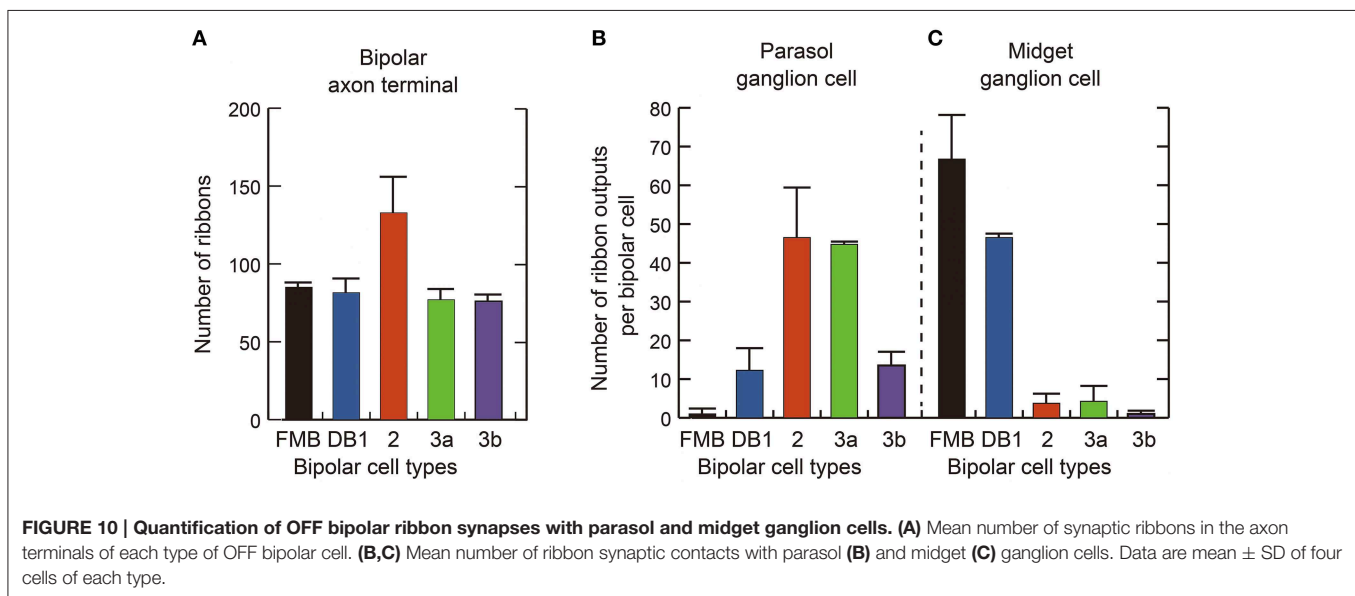 A
Bipolar
axon terminal
200
150
100
50
0
Number of ribbons
FMB DB1 2 3a 3b
Bipolar cell types
B
Parasol
ganglion cell
80
70
60
50
40
30
20
10
0
Number of ribbon outputs
per bipolar cell
FMB DB1 2 3a 3b
Bipolar cell types
C
Midget
ganglion cell
FMB DB1 2 3a 3b
Bipolar cell types
FIGURE 10 | Quantification of OFF bipolar ribbon synapses with parasol and midget ganglion cells. (A) Mean number of synaptic ribbons in the axon
terminals of each type of OFF bipolar cell. (B,C) Mean number of ribbon synaptic contacts with parasol (B) and midget (C) ganglion cells. Data are mean ± SD of four
cells of each type.